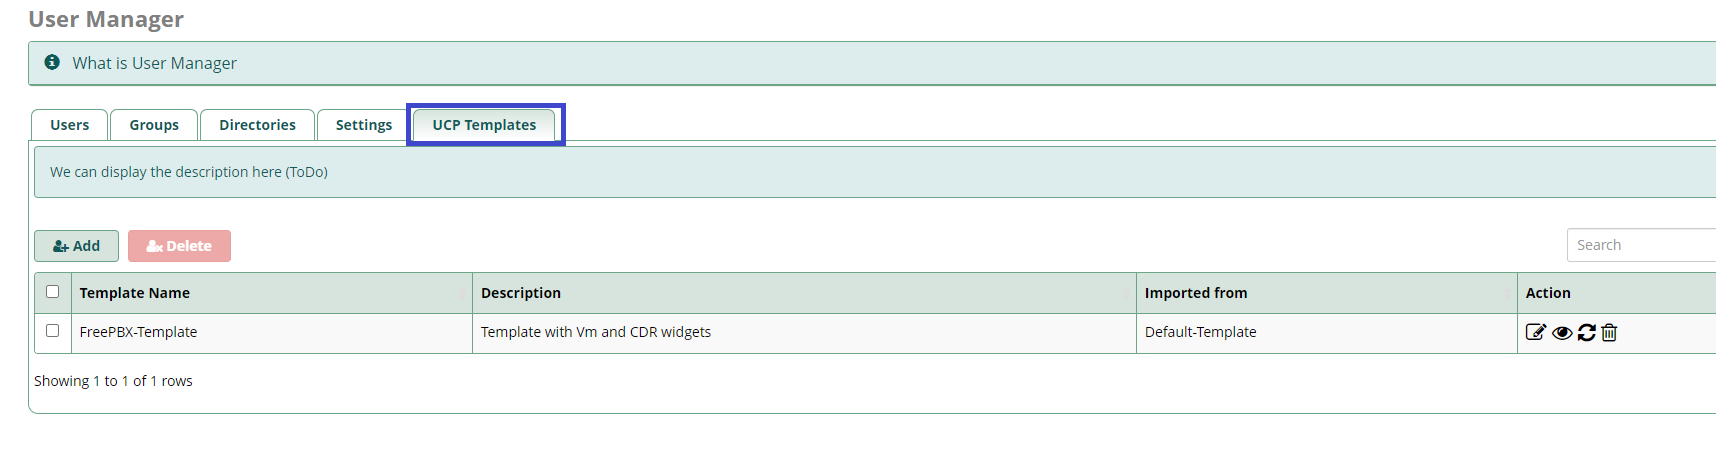 User Manager
What is User Manager
Users Groups Directories Settings UCP Templates
We can display the description here (ToDo)
Add Delete Search
Template Name Description Imported from Action
FreePBX-Template Template with Vm and CDR widgets Default-Template
Showing 1 to 1 of 1 rows